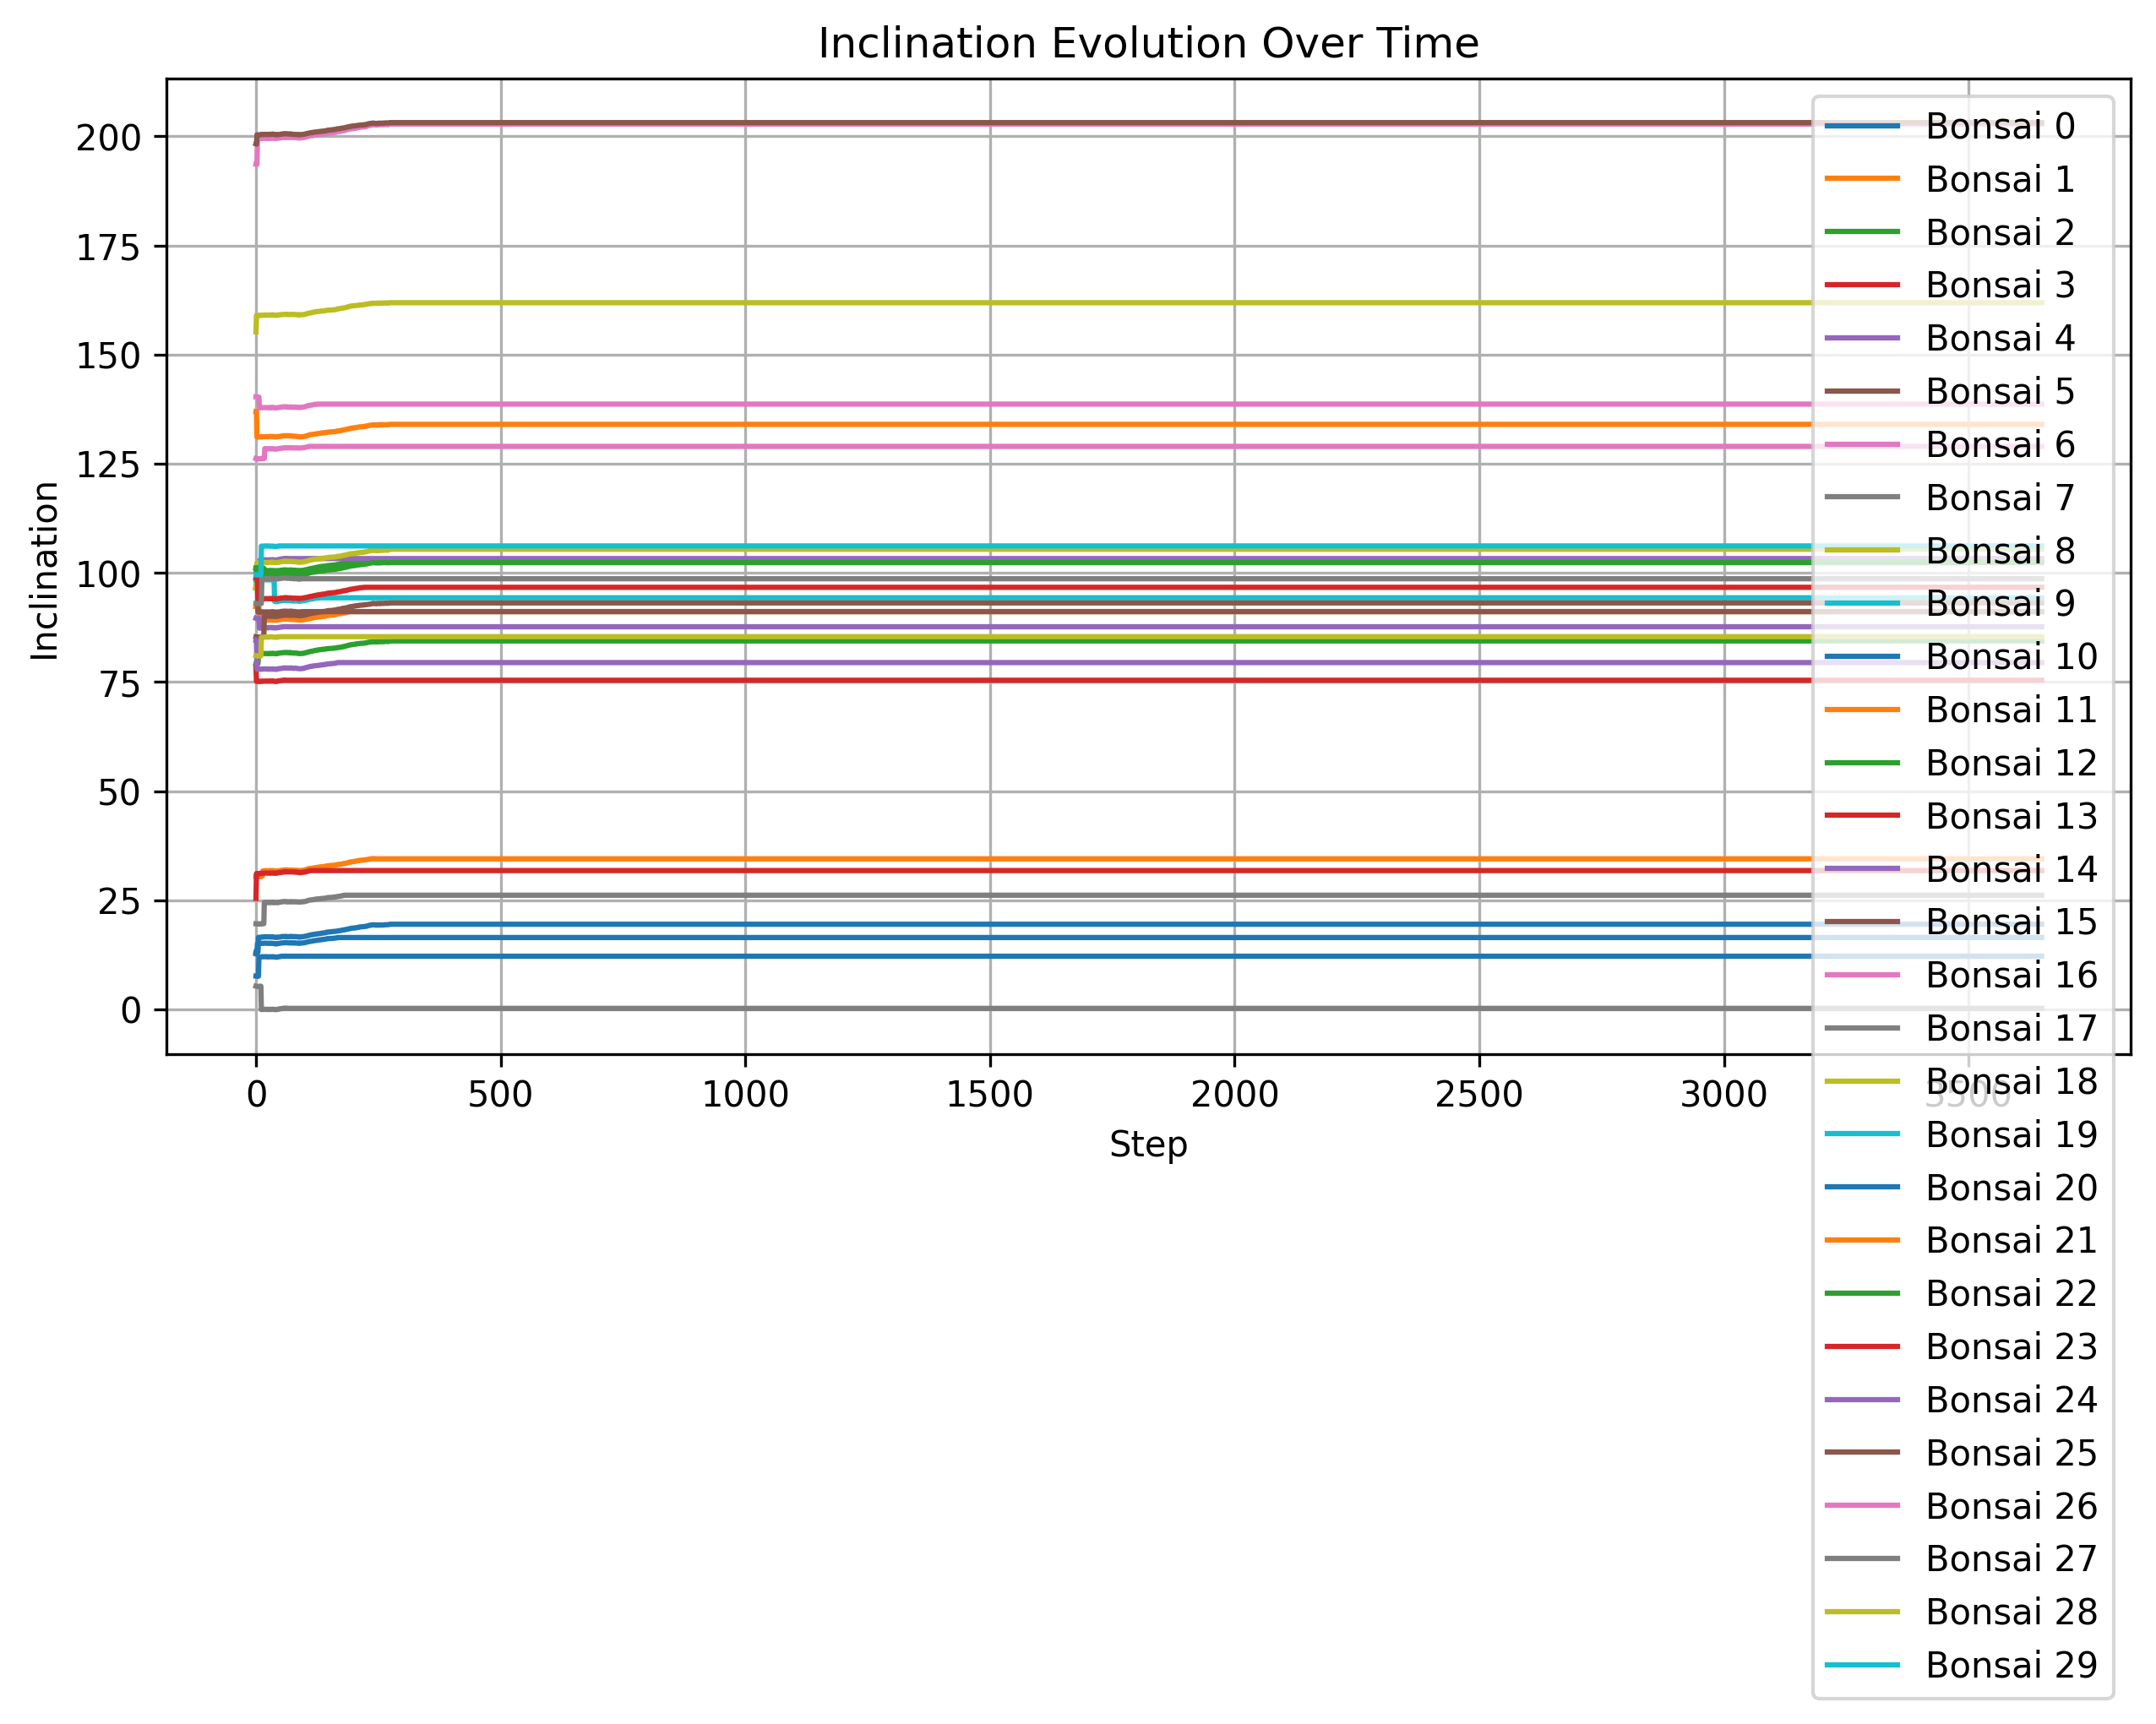 Inclination Evolution Over Time
Inclination
200
175
150
125
100
75
50
25
0
0 500 1000 1500 2000 2500 3000 3500
Step
Bonsai 0
Bonsai 1
Bonsai 2
Bonsai 3
Bonsai 4
Bonsai 5
Bonsai 6
Bonsai 7
Bonsai 8
Bonsai 9
Bonsai 10
Bonsai 11
Bonsai 12
Bonsai 13
Bonsai 14
Bonsai 15
Bonsai 16
Bonsai 17
Bonsai 18
Bonsai 19
Bonsai 20
Bonsai 21
Bonsai 22
Bonsai 23
Bonsai 24
Bonsai 25
Bonsai 26
Bonsai 27
Bonsai 28
Bonsai 29